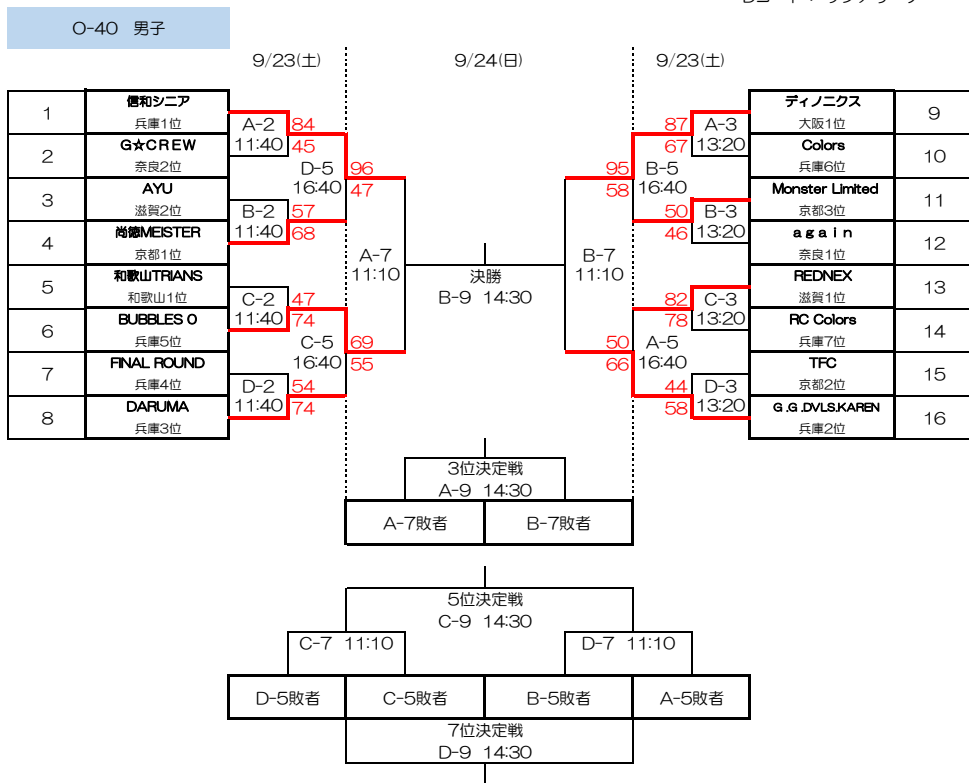 O-40 男子
9/23(土)
9/24(日)
9/23(土)
1
信和シニア
兵庫1位
2
G☆CREW
奈良2位
3
AYU
滋賀2位
4
尚徳MEISTER
京都1位
5
和歌山TRIANS
和歌山1位
6
BUBBLES O
兵庫5位
7
FINAL ROUND
兵庫4位
8
DARUMA
兵庫3位
A-2 84
11:40 45
B-2 57
11:40 68
C-2 47
11:40 74
D-2 54
11:40 74
D-5 96
16:40 47
C-5 69
16:40 55
A-7
11:10
決勝
B-9 14:30
B-7
11:10
95 B-5
58 16:40
50 A-5
66 16:40
87 A-3
67 13:20
50 B-3
46 13:20
82 C-3
78 13:20
44 D-3
58 13:20
ディノニクス
大阪1位
9
Colors
兵庫6位
10
Monster Limited
京都3位
11
again
奈良1位
12
REDNEX
滋賀1位
13
RC Colors
兵庫7位
14
TFC
京都2位
15
G.G.DVLS.KAREN
兵庫2位
16
3位決定戦
A-9 14:30
A-7敗者
B-7敗者
5位決定戦
C-9 14:30
C-7 11:10
D-7 11:10
D-5敗者
C-5敗者
B-5敗者
A-5敗者
7位決定戦
D-9 14:30